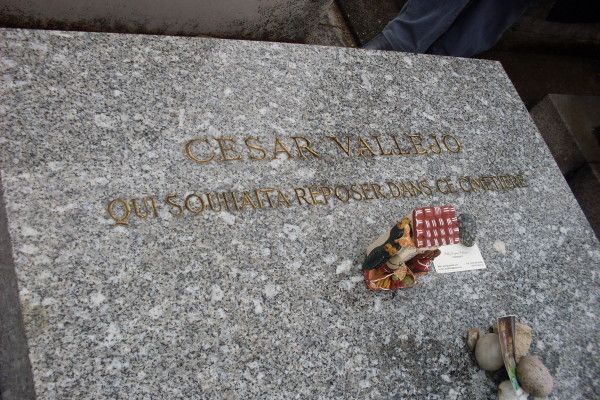 CESAR VALLEJO
QUI SOUHAITA REPOSER DANS CE CIMETIERE